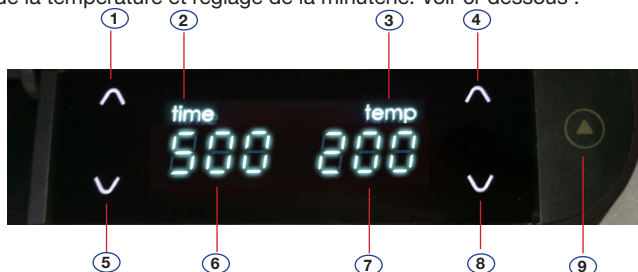 de la température et réglage de la minuterie. Voir ci-dessous :
1 2 3 4
time temp
500 200
5 6 7 8 9